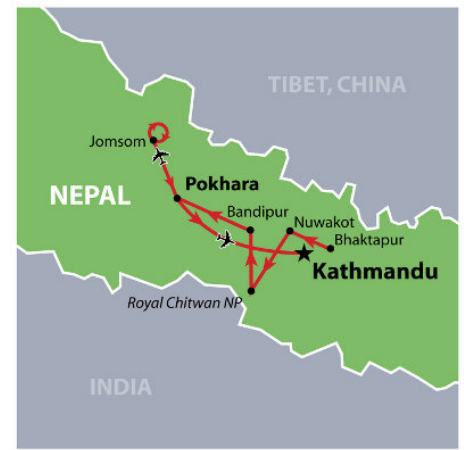 TIBET, CHINA
Jomsom
Pokhara
NEPAL
Bandipur
Nuwakot
Bhaktapur
Kathmandu
Royal Chitwan NP
INDIA